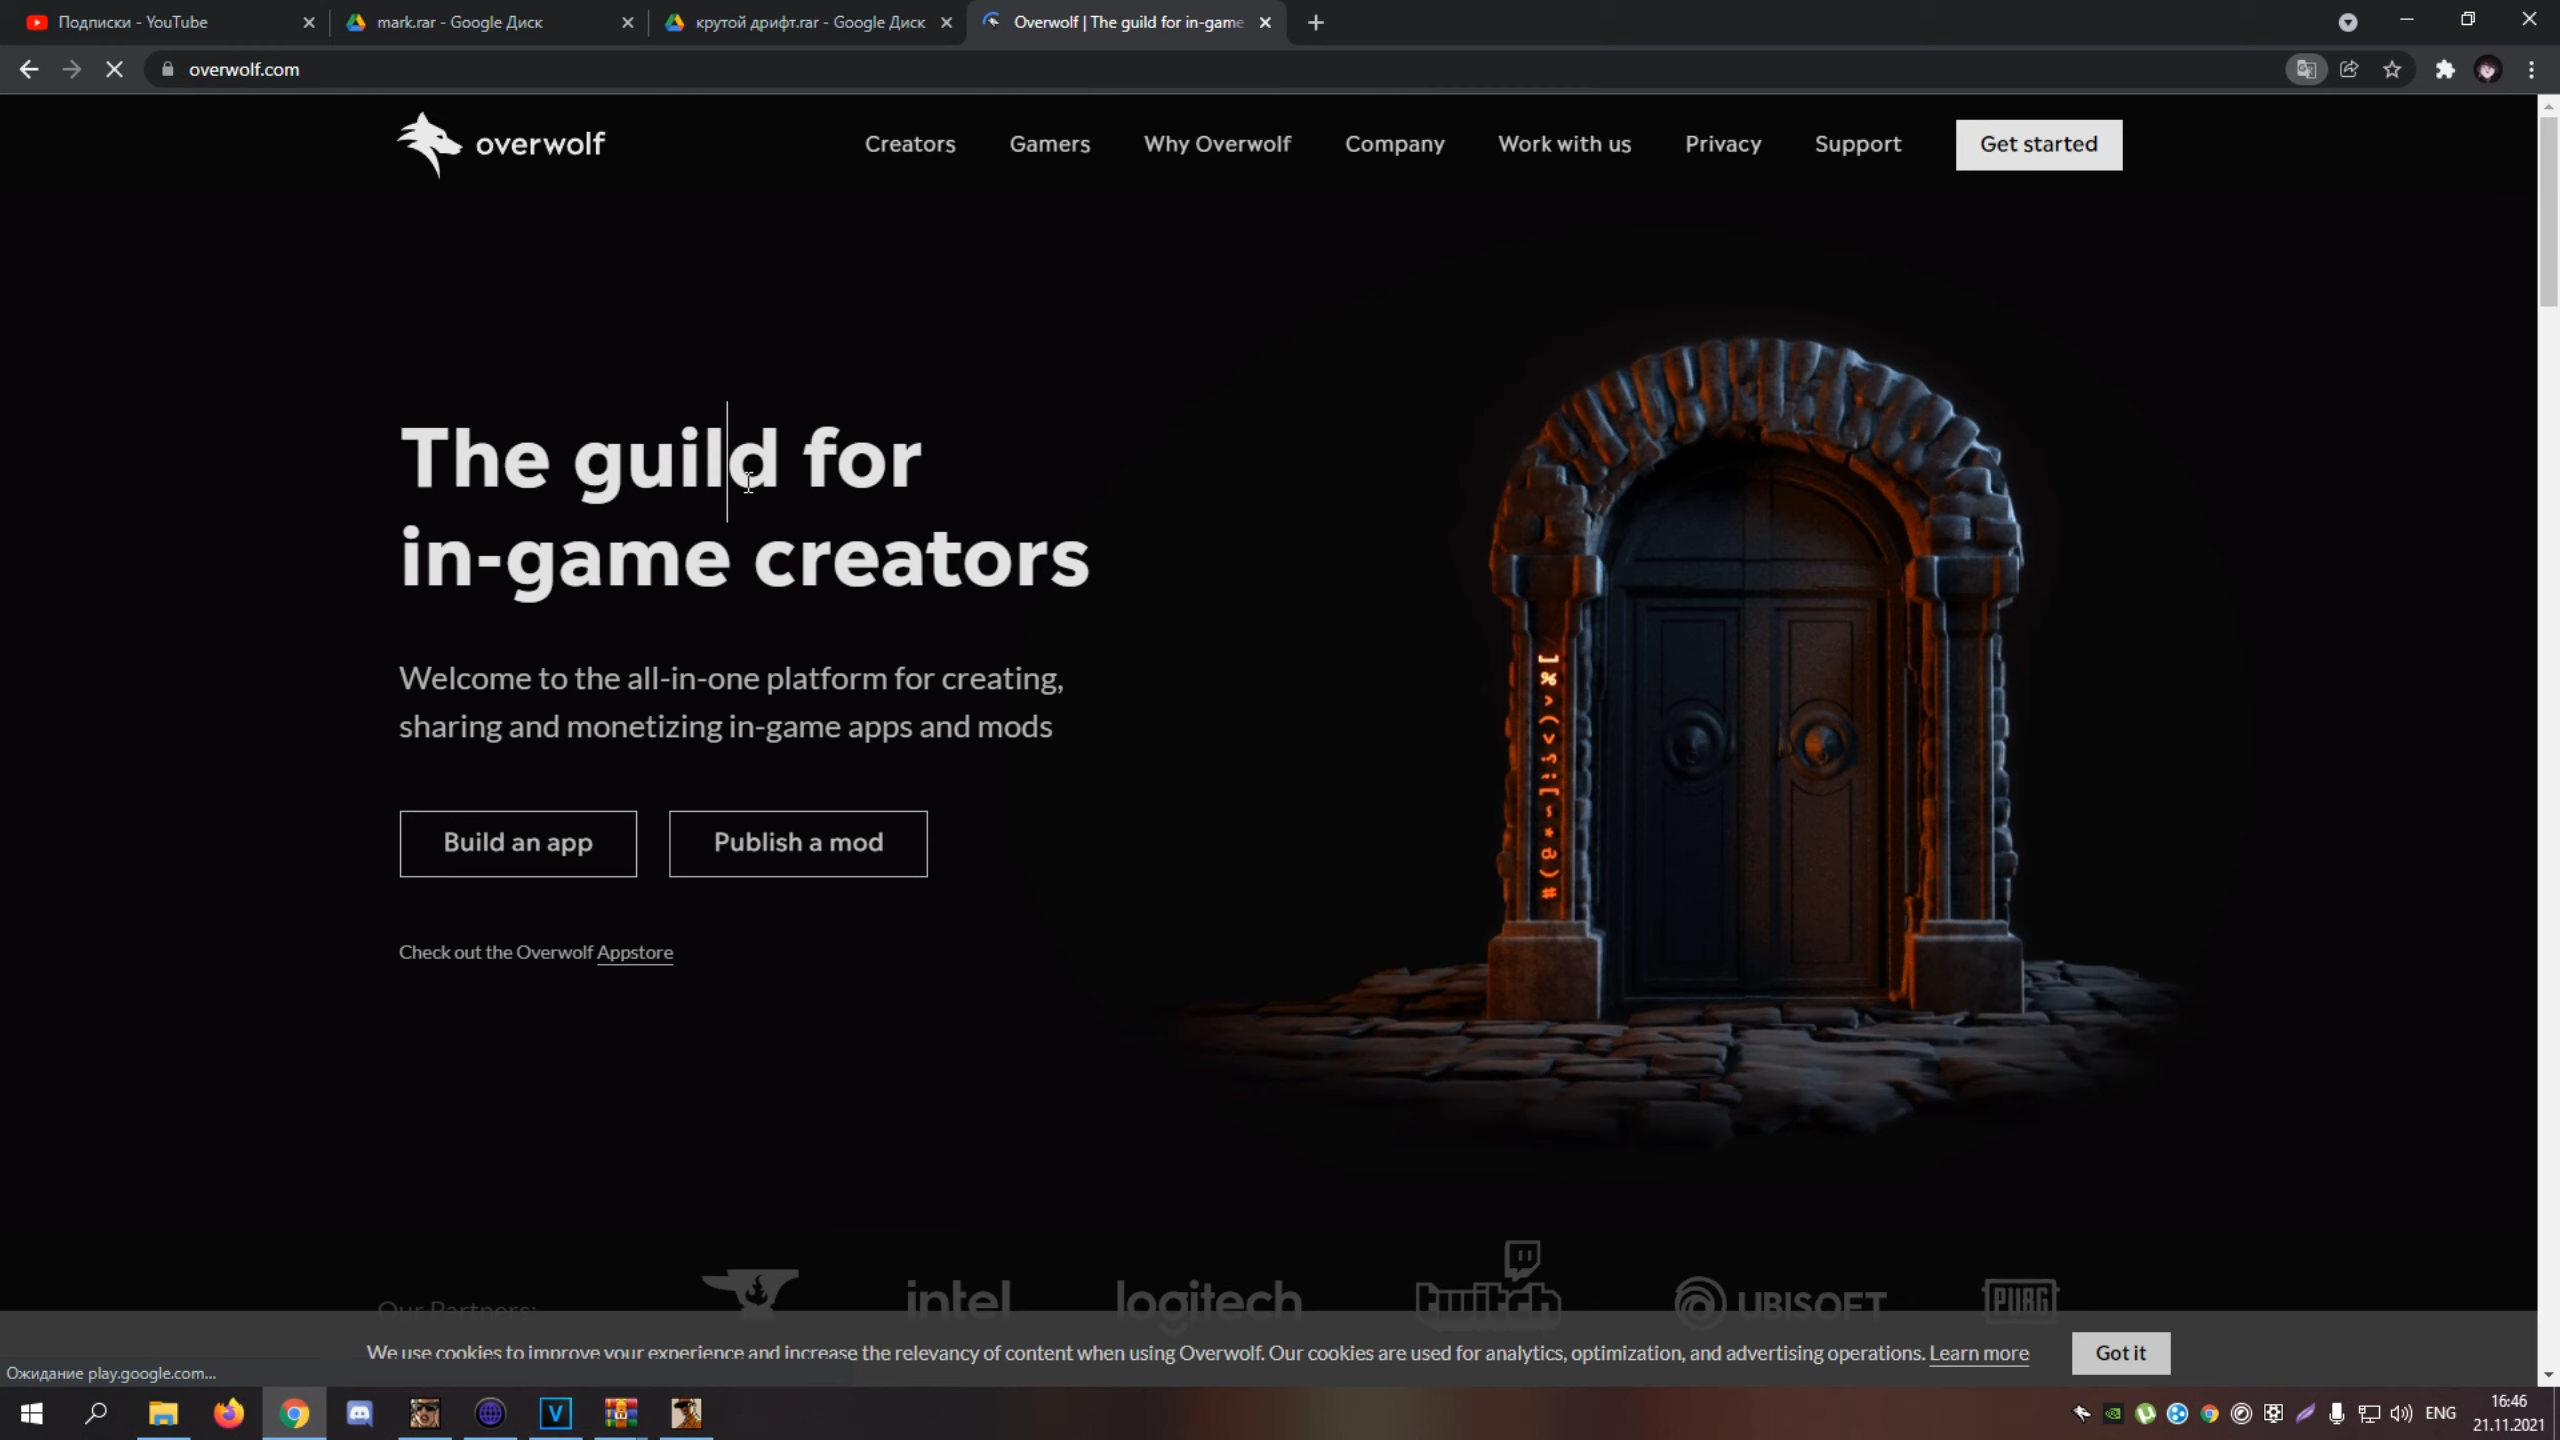 Подписки - YouTube
mark.rar - Google Диск
крутой дрифт.rar - Google Диск
Overwolf | The guild for in-game
overwolf.com
overwolf
Creators
Gamers
Why Overwolf
Company
Work with us
Privacy
Support
Get started
The guild for
in-game creators
Welcome to the all-in-one platform for creating,
sharing and monetizing in-game apps and mods
Build an app
Publish a mod
Check out the Overwolf Appstore
Our Partners:
intel
logitech
twitch
UBISOFT
PUBG
We use cookies to improve your experience and increase the relevancy of content when using Overwolf. Our cookies are used for analytics, optimization, and advertising operations. Learn more
Got it
Ожидание play.google.com...
ENG
16:46
21.11.2021